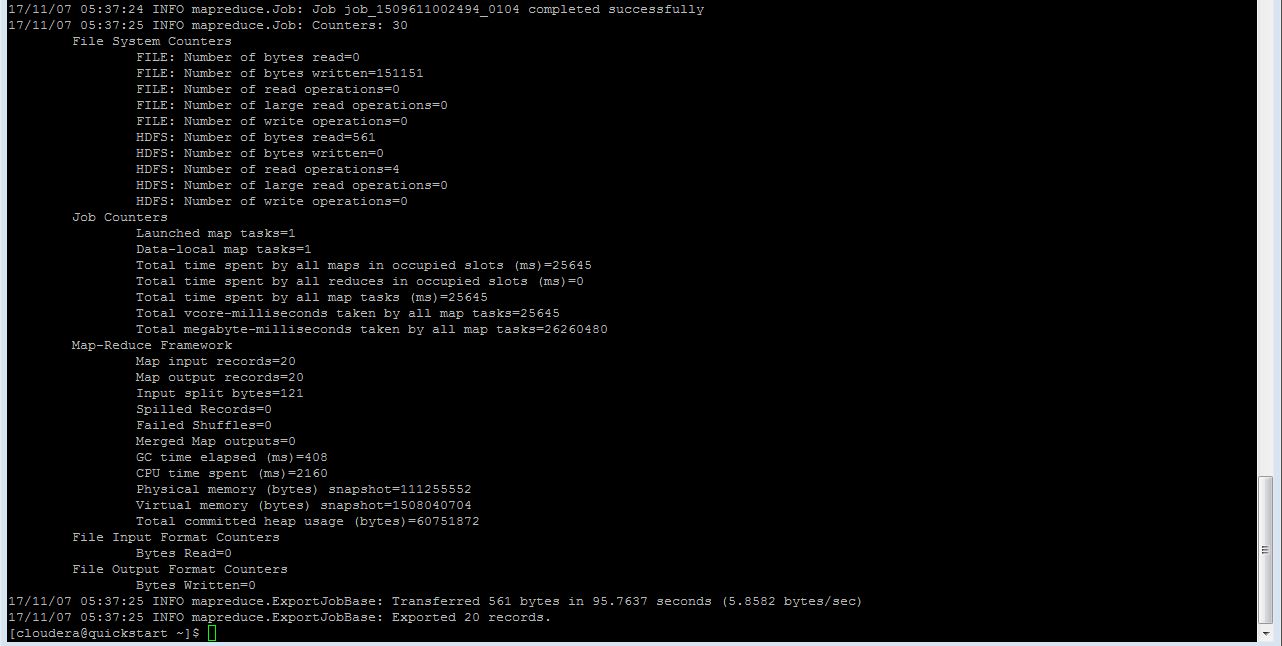 17/11/07 05:37:24 INFO mapreduce.Job: Job job_1509611002494_0104 completed successfully
17/11/07 05:37:25 INFO mapreduce.Job: Counters: 30
File System Counters
FILE: Number of bytes read=0
FILE: Number of bytes written=151151
FILE: Number of read operations=0
FILE: Number of large read operations=0
FILE: Number of write operations=0
HDFS: Number of bytes read=561
HDFS: Number of bytes written=0
HDFS: Number of read operations=4
HDFS: Number of large read operations=0
HDFS: Number of write operations=0
Job Counters
Launched map tasks=1
Data-local map tasks=1
Total time spent by all maps in occupied slots (ms)=25645
Total time spent by all reduces in occupied slots (ms)=0
Total time spent by all map tasks (ms)=25645
Total vcore-milliseconds taken by all map tasks=25645
Total megabyte-milliseconds taken by all map tasks=26260480
Map-Reduce Framework
Map input records=20
Map output records=20
Input split bytes=121
Spilled Records=0
Failed Shuffles=0
Merged Map outputs=0
GC time elapsed (ms)=408
CPU time spent (ms)=2160
Physical memory (bytes) snapshot=111255552
Virtual memory (bytes) snapshot=1508040704
Total committed heap usage (bytes)=60751872
File Input Format Counters
Bytes Read=0
File Output Format Counters
Bytes Written=0
17/11/07 05:37:25 INFO mapreduce.ExportJobBase: Transferred 561 bytes in 95.7637 seconds (5.8582 bytes/sec)
17/11/07 05:37:25 INFO mapreduce.ExportJobBase: Exported 20 records.
[cloudera@quickstart ~]$